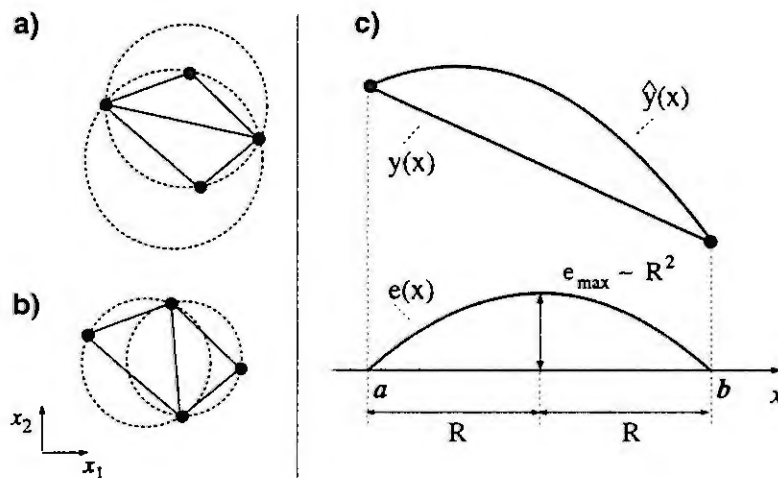 a)
b)
x₂
x₁
c)
ŷ(x)
y(x)
e(x)
e_max ~ R²
a
b
x
R
R